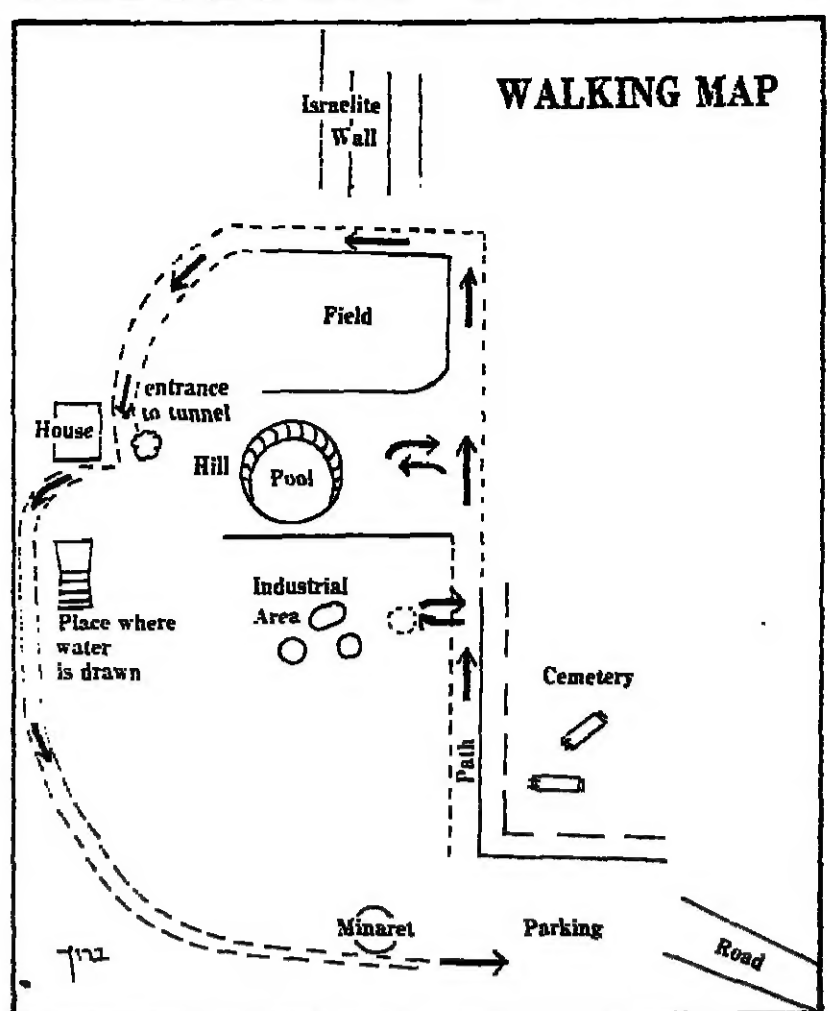 WALKING MAP
Israelite
Wall
Field
entrance
to tunnel
House
Hill
Pool
Industrial
Area
Place where
water
is drawn
Cemetery
Path
Minaret
Parking
Road